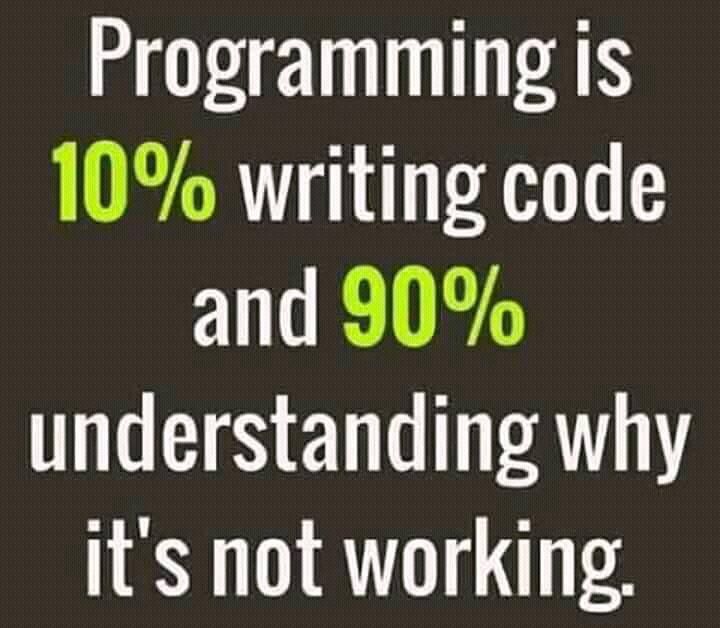 Programming is
10% writing code
and 90%
understanding why
it's not working.